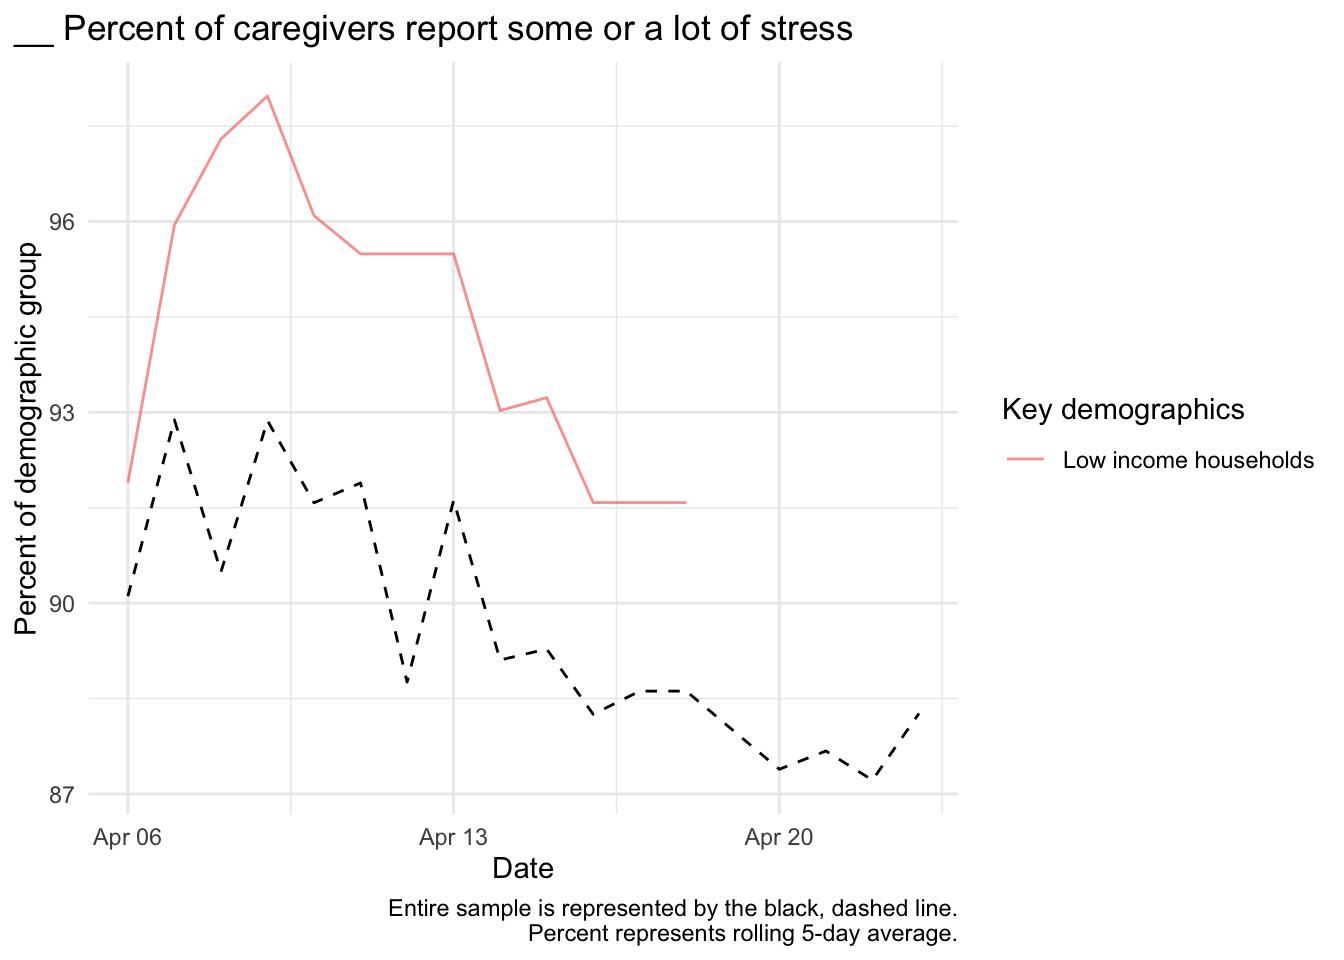 __ Percent of caregivers report some or a lot of stress
Percent of demographic group
96
93
90
87
Apr 06
Apr 13
Apr 20
Date
Key demographics
Low income households
Entire sample is represented by the black, dashed line.
Percent represents rolling 5-day average.